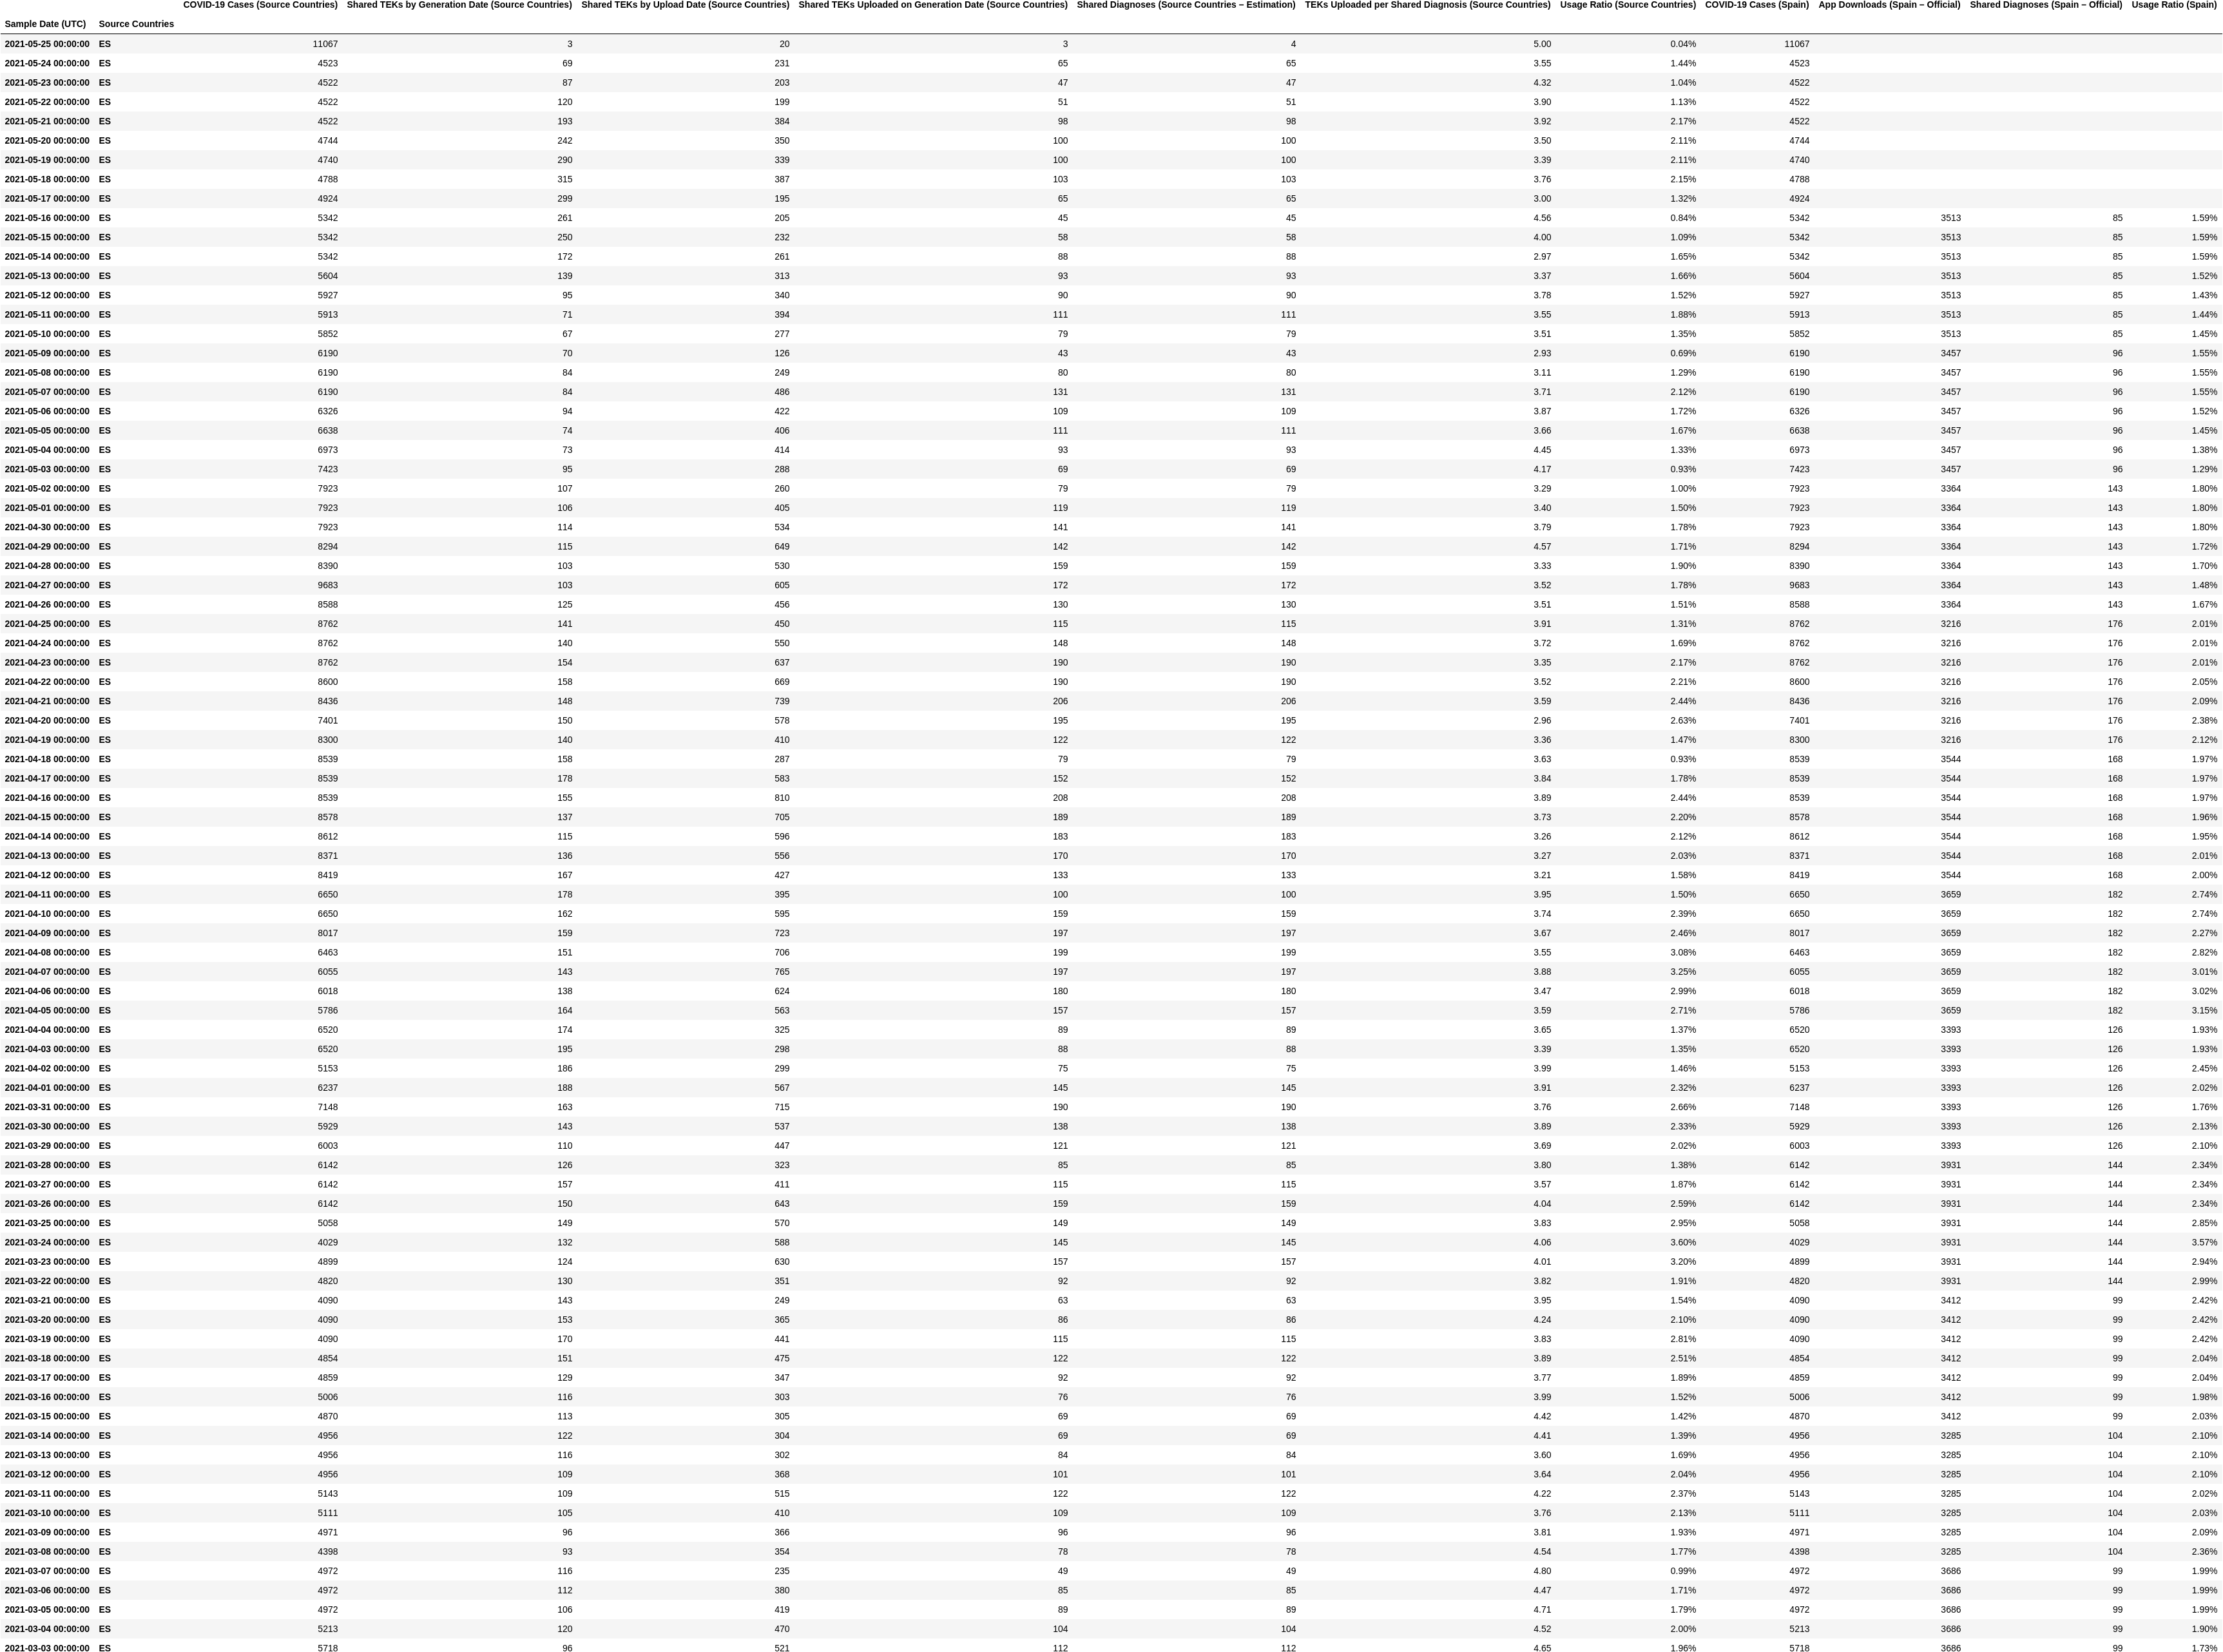 COVID-19 Cases (Source Countries) Shared TEKs by Generation Date (Source Countries) Shared TEKs by Upload Date (Source Countries) Shared TEKs Uploaded on Generation Date (Source Countries) Shared Diagnoses (Source Countries – Estimation) TEKs Uploaded per Shared Diagnosis (Source Countries) Usage Ratio (Source Countries) COVID-19 Cases (Spain) App Downloads (Spain – Official) Shared Diagnoses (Spain – Official) Usage Ratio (Spain)
Sample Date (UTC) Source Countries
2021-05-25 00:00:00 ES 11067 3 20 3 4 5.00 0.04% 11067
2021-05-24 00:00:00 ES 4523 69 231 65 65 3.55 1.44% 4523
2021-05-23 00:00:00 ES 4522 87 203 47 47 4.32 1.04% 4522
2021-05-22 00:00:00 ES 4522 120 199 51 51 3.90 1.13% 4522
2021-05-21 00:00:00 ES 4522 193 384 98 98 3.92 2.17% 4522
2021-05-20 00:00:00 ES 4744 242 350 100 100 3.50 2.11% 4744
2021-05-19 00:00:00 ES 4740 290 339 100 100 3.39 2.11% 4740
2021-05-18 00:00:00 ES 4788 315 387 103 103 3.76 2.15% 4788
2021-05-17 00:00:00 ES 4924 299 195 65 65 3.00 1.32% 4924
2021-05-16 00:00:00 ES 5342 261 205 45 45 4.56 0.84% 5342 3513 85 1.59%
2021-05-15 00:00:00 ES 5342 250 232 58 58 4.00 1.09% 5342 3513 85 1.59%
2021-05-14 00:00:00 ES 5342 172 261 88 88 2.97 1.65% 5342 3513 85 1.59%
2021-05-13 00:00:00 ES 5604 139 313 93 93 3.37 1.66% 5604 3513 85 1.52%
2021-05-12 00:00:00 ES 5927 95 340 90 90 3.78 1.52% 5927 3513 85 1.43%
2021-05-11 00:00:00 ES 5913 71 394 111 111 3.55 1.88% 5913 3513 85 1.44%
2021-05-10 00:00:00 ES 5852 67 277 79 79 3.51 1.35% 5852 3513 85 1.45%
2021-05-09 00:00:00 ES 6190 70 126 43 43 2.93 0.69% 6190 3457 96 1.55%
2021-05-08 00:00:00 ES 6190 84 249 80 80 3.11 1.29% 6190 3457 96 1.55%
2021-05-07 00:00:00 ES 6190 84 486 131 131 3.71 2.12% 6190 3457 96 1.55%
2021-05-06 00:00:00 ES 6326 94 422 109 109 3.87 1.72% 6326 3457 96 1.52%
2021-05-05 00:00:00 ES 6638 74 406 111 111 3.66 1.67% 6638 3457 96 1.45%
2021-05-04 00:00:00 ES 6973 73 414 93 93 4.45 1.33% 6973 3457 96 1.38%
2021-05-03 00:00:00 ES 7423 95 288 69 69 4.17 0.93% 7423 3457 96 1.29%
2021-05-02 00:00:00 ES 7923 107 260 79 79 3.29 1.00% 7923 3364 143 1.80%
2021-05-01 00:00:00 ES 7923 106 405 119 119 3.40 1.50% 7923 3364 143 1.80%
2021-04-30 00:00:00 ES 7923 114 534 141 141 3.79 1.78% 7923 3364 143 1.80%
2021-04-29 00:00:00 ES 8294 115 649 142 142 4.57 1.71% 8294 3364 143 1.72%
2021-04-28 00:00:00 ES 8390 103 530 159 159 3.33 1.90% 8390 3364 143 1.70%
2021-04-27 00:00:00 ES 9683 103 605 172 172 3.52 1.78% 9683 3364 143 1.48%
2021-04-26 00:00:00 ES 8588 125 456 130 130 3.51 1.51% 8588 3364 143 1.67%
2021-04-25 00:00:00 ES 8762 141 450 115 115 3.91 1.31% 8762 3216 176 2.01%
2021-04-24 00:00:00 ES 8762 140 550 148 148 3.72 1.69% 8762 3216 176 2.01%
2021-04-23 00:00:00 ES 8762 154 637 190 190 3.35 2.17% 8762 3216 176 2.01%
2021-04-22 00:00:00 ES 8600 158 669 190 190 3.52 2.21% 8600 3216 176 2.05%
2021-04-21 00:00:00 ES 8436 148 739 206 206 3.59 2.44% 8436 3216 176 2.09%
2021-04-20 00:00:00 ES 7401 150 578 195 195 2.96 2.63% 7401 3216 176 2.38%
2021-04-19 00:00:00 ES 8300 140 410 122 122 3.36 1.47% 8300 3216 176 2.12%
2021-04-18 00:00:00 ES 8539 158 287 79 79 3.63 0.93% 8539 3544 168 1.97%
2021-04-17 00:00:00 ES 8539 178 583 152 152 3.84 1.78% 8539 3544 168 1.97%
2021-04-16 00:00:00 ES 8539 155 810 208 208 3.89 2.44% 8539 3544 168 1.97%
2021-04-15 00:00:00 ES 8578 137 705 189 189 3.73 2.20% 8578 3544 168 1.96%
2021-04-14 00:00:00 ES 8612 115 596 183 183 3.26 2.12% 8612 3544 168 1.95%
2021-04-13 00:00:00 ES 8371 136 556 170 170 3.27 2.03% 8371 3544 168 2.01%
2021-04-12 00:00:00 ES 8419 167 427 133 133 3.21 1.58% 8419 3544 168 2.00%
2021-04-11 00:00:00 ES 6650 178 395 100 100 3.95 1.50% 6650 3659 182 2.74%
2021-04-10 00:00:00 ES 6650 162 595 159 159 3.74 2.39% 6650 3659 182 2.74%
2021-04-09 00:00:00 ES 8017 159 723 197 197 3.67 2.46% 8017 3659 182 2.27%
2021-04-08 00:00:00 ES 6463 151 706 199 199 3.55 3.08% 6463 3659 182 2.82%
2021-04-07 00:00:00 ES 6055 143 765 197 197 3.88 3.25% 6055 3659 182 3.01%
2021-04-06 00:00:00 ES 6018 138 624 180 180 3.47 2.99% 6018 3659 182 3.02%
2021-04-05 00:00:00 ES 5786 164 563 157 157 3.59 2.71% 5786 3659 182 3.15%
2021-04-04 00:00:00 ES 6520 174 325 89 89 3.65 1.37% 6520 3393 126 1.93%
2021-04-03 00:00:00 ES 6520 195 298 88 88 3.39 1.35% 6520 3393 126 1.93%
2021-04-02 00:00:00 ES 5153 186 299 75 75 3.99 1.46% 5153 3393 126 2.45%
2021-04-01 00:00:00 ES 6237 188 567 145 145 3.91 2.32% 6237 3393 126 2.02%
2021-03-31 00:00:00 ES 7148 163 715 190 190 3.76 2.66% 7148 3393 126 1.76%
2021-03-30 00:00:00 ES 5929 143 537 138 138 3.89 2.33% 5929 3393 126 2.13%
2021-03-29 00:00:00 ES 6003 110 447 121 121 3.69 2.02% 6003 3393 126 2.10%
2021-03-28 00:00:00 ES 6142 126 323 85 85 3.80 1.38% 6142 3931 144 2.34%
2021-03-27 00:00:00 ES 6142 157 411 115 115 3.57 1.87% 6142 3931 144 2.34%
2021-03-26 00:00:00 ES 6142 150 643 159 159 4.04 2.59% 6142 3931 144 2.34%
2021-03-25 00:00:00 ES 5058 149 570 149 149 3.83 2.95% 5058 3931 144 2.85%
2021-03-24 00:00:00 ES 4029 132 588 145 145 4.06 3.60% 4029 3931 144 3.57%
2021-03-23 00:00:00 ES 4899 124 630 157 157 4.01 3.20% 4899 3931 144 2.94%
2021-03-22 00:00:00 ES 4820 130 351 92 92 3.82 1.91% 4820 3931 144 2.99%
2021-03-21 00:00:00 ES 4090 143 249 63 63 3.95 1.54% 4090 3412 99 2.42%
2021-03-20 00:00:00 ES 4090 153 365 86 86 4.24 2.10% 4090 3412 99 2.42%
2021-03-19 00:00:00 ES 4090 170 441 115 115 3.83 2.81% 4090 3412 99 2.42%
2021-03-18 00:00:00 ES 4854 151 475 122 122 3.89 2.51% 4854 3412 99 2.04%
2021-03-17 00:00:00 ES 4859 129 347 92 92 3.77 1.89% 4859 3412 99 2.04%
2021-03-16 00:00:00 ES 5006 116 303 76 76 3.99 1.52% 5006 3412 99 1.98%
2021-03-15 00:00:00 ES 4870 113 305 69 69 4.42 1.42% 4870 3412 99 2.03%
2021-03-14 00:00:00 ES 4956 122 304 69 69 4.41 1.39% 4956 3285 104 2.10%
2021-03-13 00:00:00 ES 4956 116 302 84 84 3.60 1.69% 4956 3285 104 2.10%
2021-03-12 00:00:00 ES 4956 109 368 101 101 3.64 2.04% 4956 3285 104 2.10%
2021-03-11 00:00:00 ES 5143 109 515 122 122 4.22 2.37% 5143 3285 104 2.02%
2021-03-10 00:00:00 ES 5111 105 410 109 109 3.76 2.13% 5111 3285 104 2.03%
2021-03-09 00:00:00 ES 4971 96 366 96 96 3.81 1.93% 4971 3285 104 2.09%
2021-03-08 00:00:00 ES 4398 93 354 78 78 4.54 1.77% 4398 3285 104 2.36%
2021-03-07 00:00:00 ES 4972 116 235 49 49 4.80 0.99% 4972 3686 99 1.99%
2021-03-06 00:00:00 ES 4972 112 380 85 85 4.47 1.71% 4972 3686 99 1.99%
2021-03-05 00:00:00 ES 4972 106 419 89 89 4.71 1.79% 4972 3686 99 1.99%
2021-03-04 00:00:00 ES 5213 120 470 104 104 4.52 2.00% 5213 3686 99 1.90%
2021-03-03 00:00:00 ES 5718 96 521 112 112 4.65 1.96% 5718 3686 99 1.73%